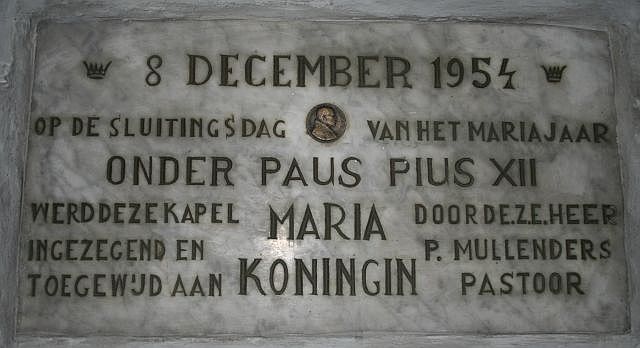 8 DECEMBER 1954
OP DE SLUITINGSDAG VAN HET MARIAJAAR
ONDER PAUS PIUS XII
WERD DEZE KAPEL
INGEZEGEND EN
TOEGEWIJD AAN
MARIA
KONINGIN
DOOR DE.Z.E.HEER
P. MULLENDERS
PASTOOR